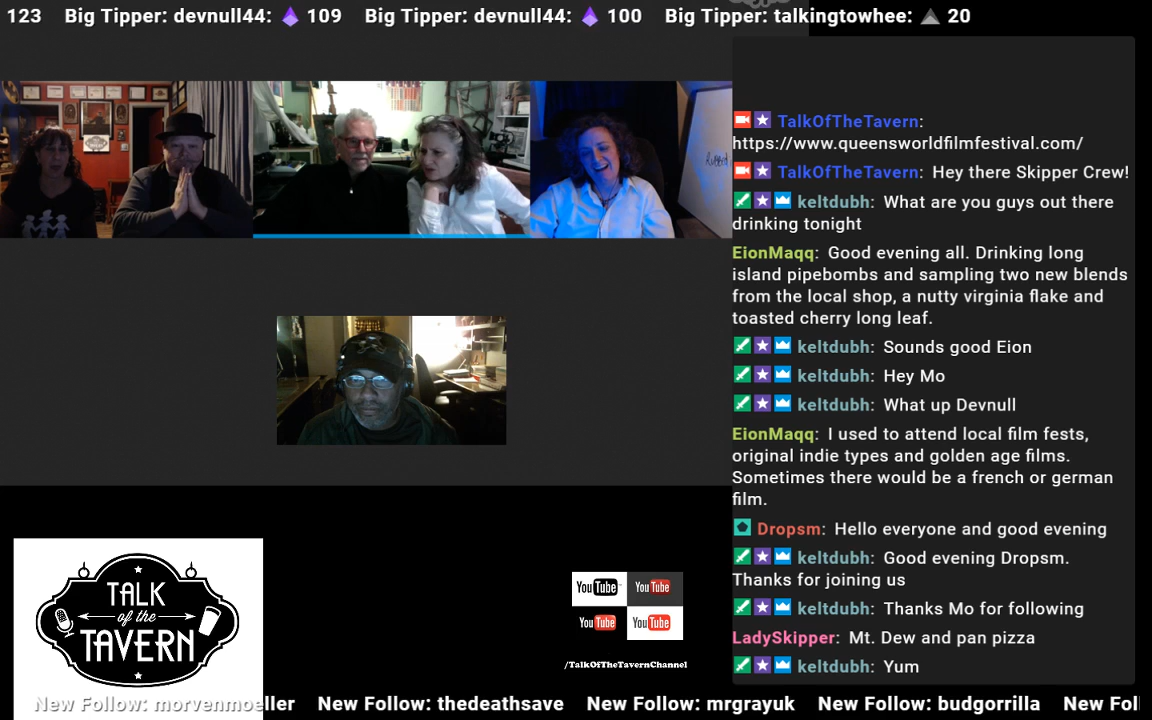 123 Big Tipper: devnull44: 109 Big Tipper: devnull44: 100 Big Tipper: talkingtowhee: 20
TalkOfTheTavern:
https://www.queensworldfilmfestival.com/
TalkOfTheTavern: Hey there Skipper Crew!
keltdubh: What are you guys out there
drinking tonight
EionMaqq: Good evening all. Drinking long
island pipebombs and sampling two new blends
from the local shop, a nutty virginia flake and
toasted cherry long leaf.
keltdubh: Sounds good Eion
keltdubh: Hey Mo
keltdubh: What up Devnull
EionMaqq: I used to attend local film fests,
original indie types and golden age films.
Sometimes there would be a french or german
film.
Dropsm: Hello everyone and good evening
keltdubh: Good evening Dropsm.
Thanks for joining us
keltdubh: Thanks Mo for following
LadySkipper: Mt. Dew and pan pizza
keltdubh: Yum
TALK
of the
TAVERN
YouTube YouTube
YouTube YouTube
/TalkOfTheTavernChannel
New Follow: morvenmoeller New Follow: thedeathsave New Follow: mrgrayuk New Follow: budgorrilla New Fol